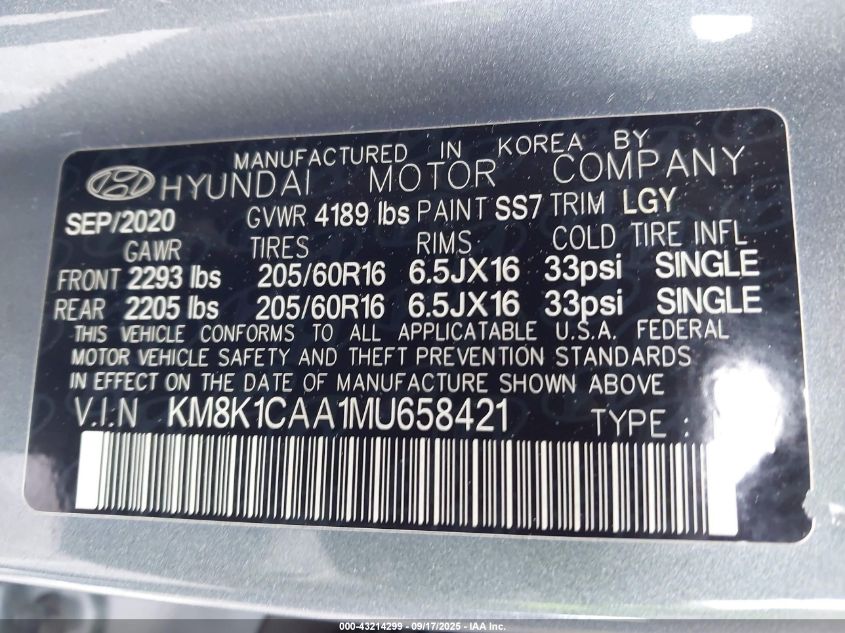 MANUFACTURED IN KOREA BY
HYUNDAI MOTOR COMPANY
SEP/2020 GVWR 4189 lbs PAINT SS7 TRIM LGY
GAWR TIRES RIMS COLD TIRE INFL
FRONT 2293 lbs 205/60R16 6.5JX16 33psi SINGLE
REAR 2205 lbs 205/60R16 6.5JX16 33psi SINGLE
THIS VEHICLE CONFORMS TO ALL APPLICATABLE U.S.A. FEDERAL
MOTOR VEHICLE SAFETY AND THEFT PREVENTION STANDARDS
IN EFFECT ON THE DATE OF MANUFACTURE SHOWN ABOVE
V.I.N KM8K1CAA1MU658421 TYPE :
000-43214299 - 09/17/2025 - IAA Inc.